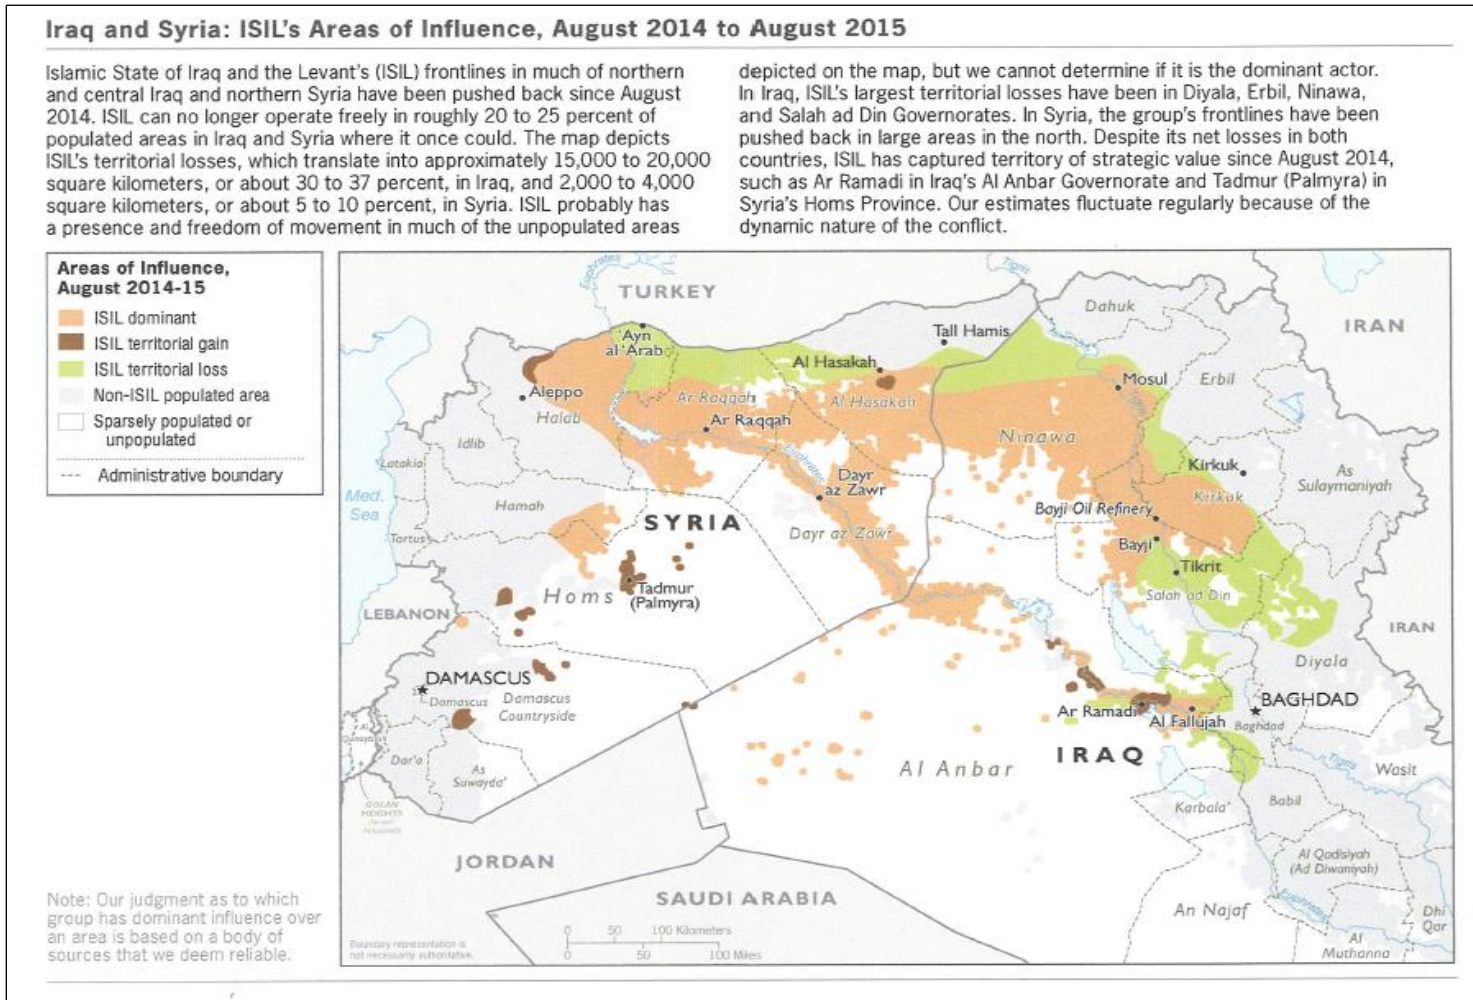 Iraq and Syria: ISIL's Areas of Influence, August 2014 to August 2015
Islamic State of Iraq and the Levant's (ISIL) frontlines in much of northern
and central Iraq and northern Syria have been pushed back since August
2014. ISIL can no longer operate freely in roughly 20 to 25 percent of
populated areas in Iraq and Syria where it once could. The map depicts
ISIL's territorial losses, which translate into approximately 15,000 to 20,000
square kilometers, or about 30 to 37 percent, in Iraq, and 2,000 to 4,000
square kilometers, or about 5 to 10 percent, in Syria. ISIL probably has
a presence and freedom of movement in much of the unpopulated areas
depicted on the map, but we cannot determine if it is the dominant actor.
In Iraq, ISIL's largest territorial losses have been in Diyala, Erbil, Ninawa,
and Salah ad Din Governorates. In Syria, the group's frontlines have been
pushed back in large areas in the north. Despite its net losses in both
countries, ISIL has captured territory of strategic value since August 2014,
such as Ar Ramadi in Iraq's Al Anbar Governorate and Tadmur (Palmyra) in
Syria's Homs Province. Our estimates fluctuate regularly because of the
dynamic nature of the conflict.
Areas of Influence,
August 2014-15
ISIL dominant
ISIL territorial gain
ISIL territorial loss
Non-ISIL populated area
Sparsely populated or
unpopulated
Administrative boundary
Note: Our judgment as to which
group has dominant influence over
an area is based on a body of
sources that we deem reliable.
Euphrates
Tigris
TURKEY
Dahuk
IRAN
'Ayn
al 'Arab
Tall Hamis
Al Hasakah
Mosul
Erbil
Aleppo
Halab
Ar Raqqah
Al Hasakah
Ar Raqqah
Ninawa
Idlib
Latakia
Euphrates
Dayr
az Zawr
Kirkuk
As
Sulaymaniyah
Kirkuk
Med.
Sea
Hamah
SYRIA
Bayji Oil Refinery
Tartus
Dayr az Zawr
Bayji
Tikrit
Homs
Tadmur
(Palmyra)
Salah ad Din
LEBANON
IRAN
Diyala
DAMASCUS
Damascus
Damascus
Countryside
Ar Ramadi
Al Fallujah
BAGHDAD
Baghdad
IRAQ
Al Anbar
Dar'a
As
Suwayda'
Tigris
Wasit
GOLAN
HEIGHTS
Karbala'
Babil
JORDAN
Al Qadisiyah
(Ad Diwaniyah)
SAUDI ARABIA
An Najaf
Euphrates
Dhi
Qar
Al
Muthanna
0 50 100 Kilometers
0 50 100 Miles
Boundary representation is
not necessarily authoritative.